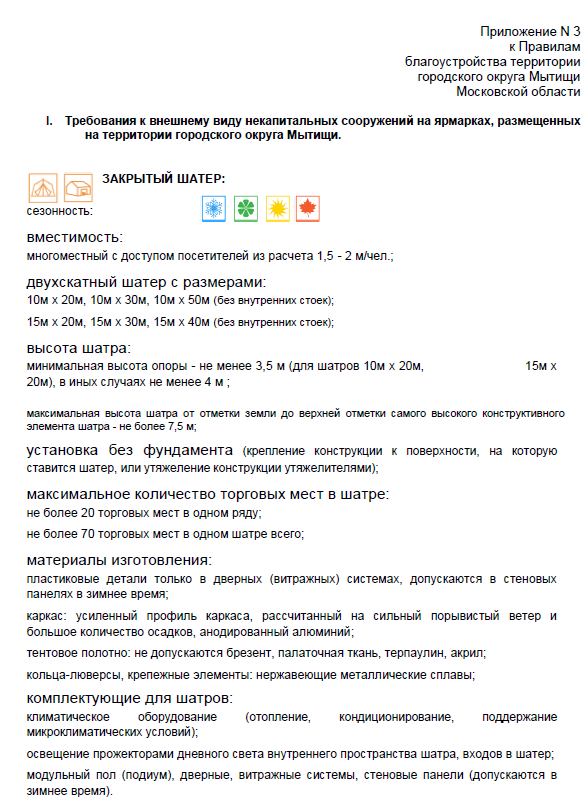 Приложение N 3
к Правилам
благоустройства территории
городского округа Мытищи
Московской области
I. Требования к внешнему виду некапитальных сооружений на ярмарках, размещенных
на территории городского округа Мытищи.
ЗАКРЫТЫЙ ШАТЕР:
сезонность:
вместимость:
многоместный с доступом посетителей из расчета 1,5 - 2 м/чел.;
двухскатный шатер с размерами:
10м x 20м, 10м x 30м, 10м x 50м (без внутренних стоек);
15м x 20м, 15м x 30м, 15м x 40м (без внутренних стоек);
высота шатра:
минимальная высота опоры - не менее 3,5 м (для шатров 10м x 20м, 15м x
20м), в иных случаях не менее 4 м ;
максимальная высота шатра от отметки земли до верхней отметки самого высокого конструктивного
элемента шатра - не более 7,5 м;
установка без фундамента (крепление конструкции к поверхности, на которую
ставится шатер, или утяжеление конструкции утяжелителями);
максимальное количество торговых мест в шатре:
не более 20 торговых мест в одном ряду;
не более 70 торговых мест в одном шатре всего;
материалы изготовления:
пластиковые детали только в дверных (витражных) системах, допускаются в стеновых
панелях в зимнее время;
каркас: усиленный профиль каркаса, рассчитанный на сильный порывистый ветер и
большое количество осадков, анодированный алюминий;
тентовое полотно: не допускаются брезент, палаточная ткань, терпаулин, акрил;
кольца-люверсы, крепежные элементы: нержавеющие металлические сплавы;
комплектующие для шатров:
климатическое оборудование (отопление, кондиционирование, поддержание
микроклиматических условий);
освещение прожекторами дневного света внутреннего пространства шатра, входов в шатер;
модульный пол (подиум), дверные, витражные системы, стеновые панели (допускаются в
зимнее время).